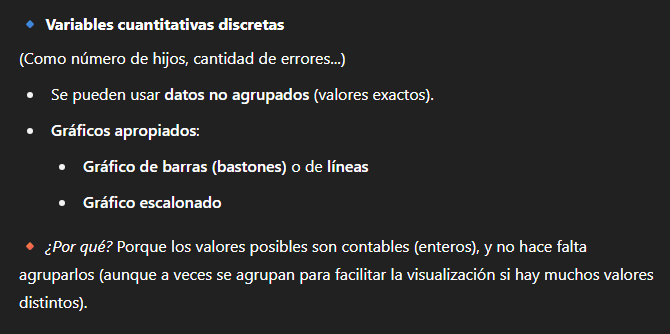 🔹 Variables cuantitativas discretas
(Como número de hijos, cantidad de errores...)
• Se pueden usar datos no agrupados (valores exactos).
• Gráficos apropiados:
• Gráfico de barras (bastones) o de líneas
• Gráfico escalonado
🔸 ¿Por qué? Porque los valores posibles son contables (enteros), y no hace falta
agruparlos (aunque a veces se agrupan para facilitar la visualización si hay muchos valores
distintos).